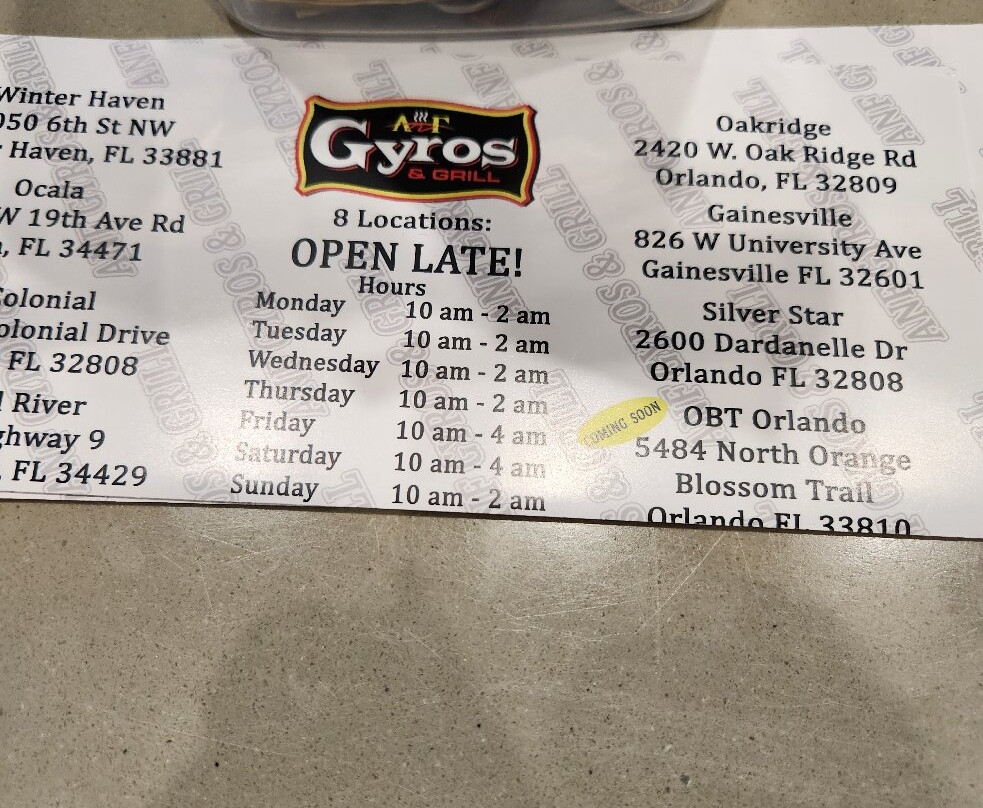 Winter Haven
050 6th St NW
Haven, FL 33881
Ocala
W 19th Ave Rd
FL 34471
Colonial
olonial Drive
FL 32808
River
ghway 9
FL 34429
ANF
Gyros
& GRILL
8 Locations:
OPEN LATE!
Hours
Monday 10 am - 2 am
Tuesday 10 am - 2 am
Wednesday 10 am - 2 am
Thursday 10 am - 2 am
Friday 10 am - 4 am
Saturday 10 am - 4 am
Sunday 10 am - 2 am
Oakridge
2420 W. Oak Ridge Rd
Orlando, FL 32809
Gainesville
826 W University Ave
Gainesville FL 32601
Silver Star
2600 Dardanelle Dr
Orlando FL 32808
COMING SOON
OBT Orlando
5484 North Orange
Blossom Trail
Orlando FL 33810